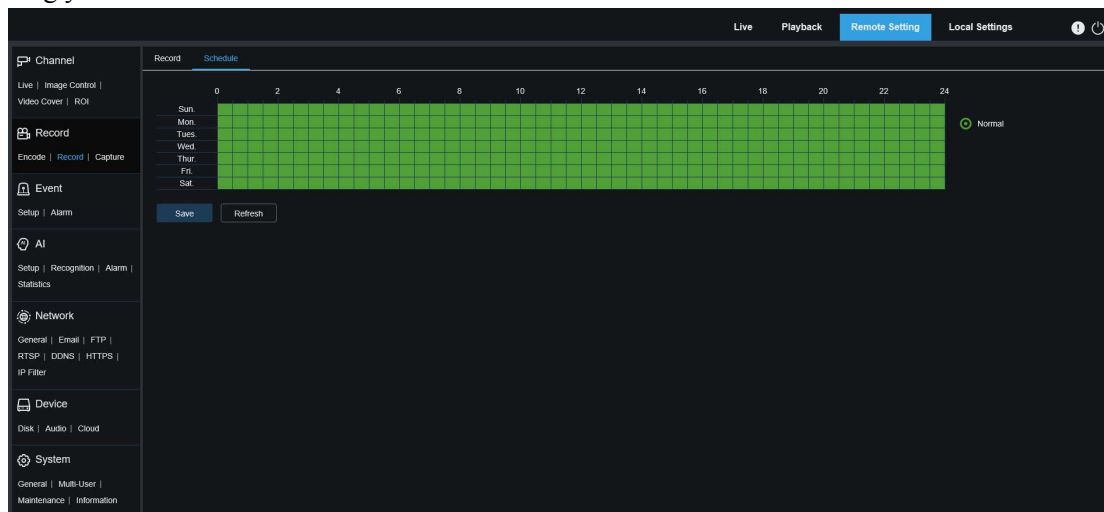 Live Playback Remote Setting Local Settings
Channel
Live | Image Control |
Video Cover | ROI
Record
Encode | Record | Capture
Event
Setup | Alarm
AI
Setup | Recognition | Alarm |
Statistics
Network
General | Email | FTP |
RTSP | DDNS | HTTPS |
IP Filter
Device
Disk | Audio | Cloud
System
General | Multi-User |
Maintenance | Information
Record Schedule
0 2 4 6 8 10 12 14 16 18 20 22 24
Sun.
Mon.
Tues.
Wed.
Thur.
Fri.
Sat.
Normal
Save Refresh